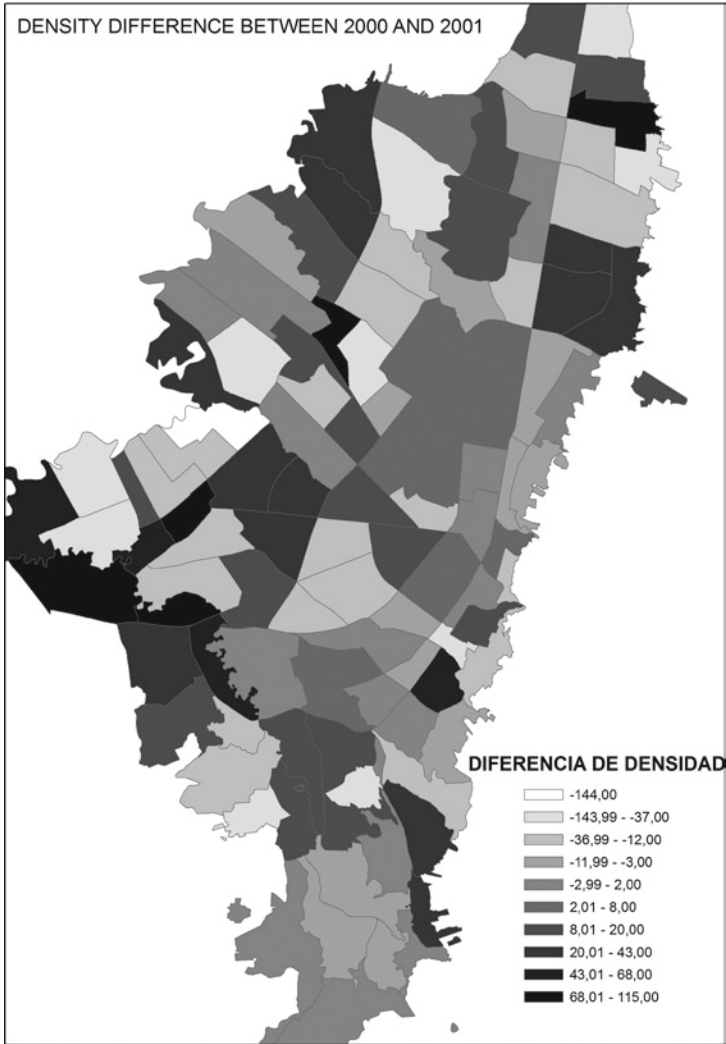 DENSITY DIFFERENCE BETWEEN 2000 AND 2001
DIFERENCIA DE DENSIDAD
-144,00
-143,99 - -37,00
-36,99 - -12,00
-11,99 - -3,00
-2,99 - 2,00
2,01 - 8,00
8,01 - 20,00
20,01 - 43,00
43,01 - 68,00
68,01 - 115,00